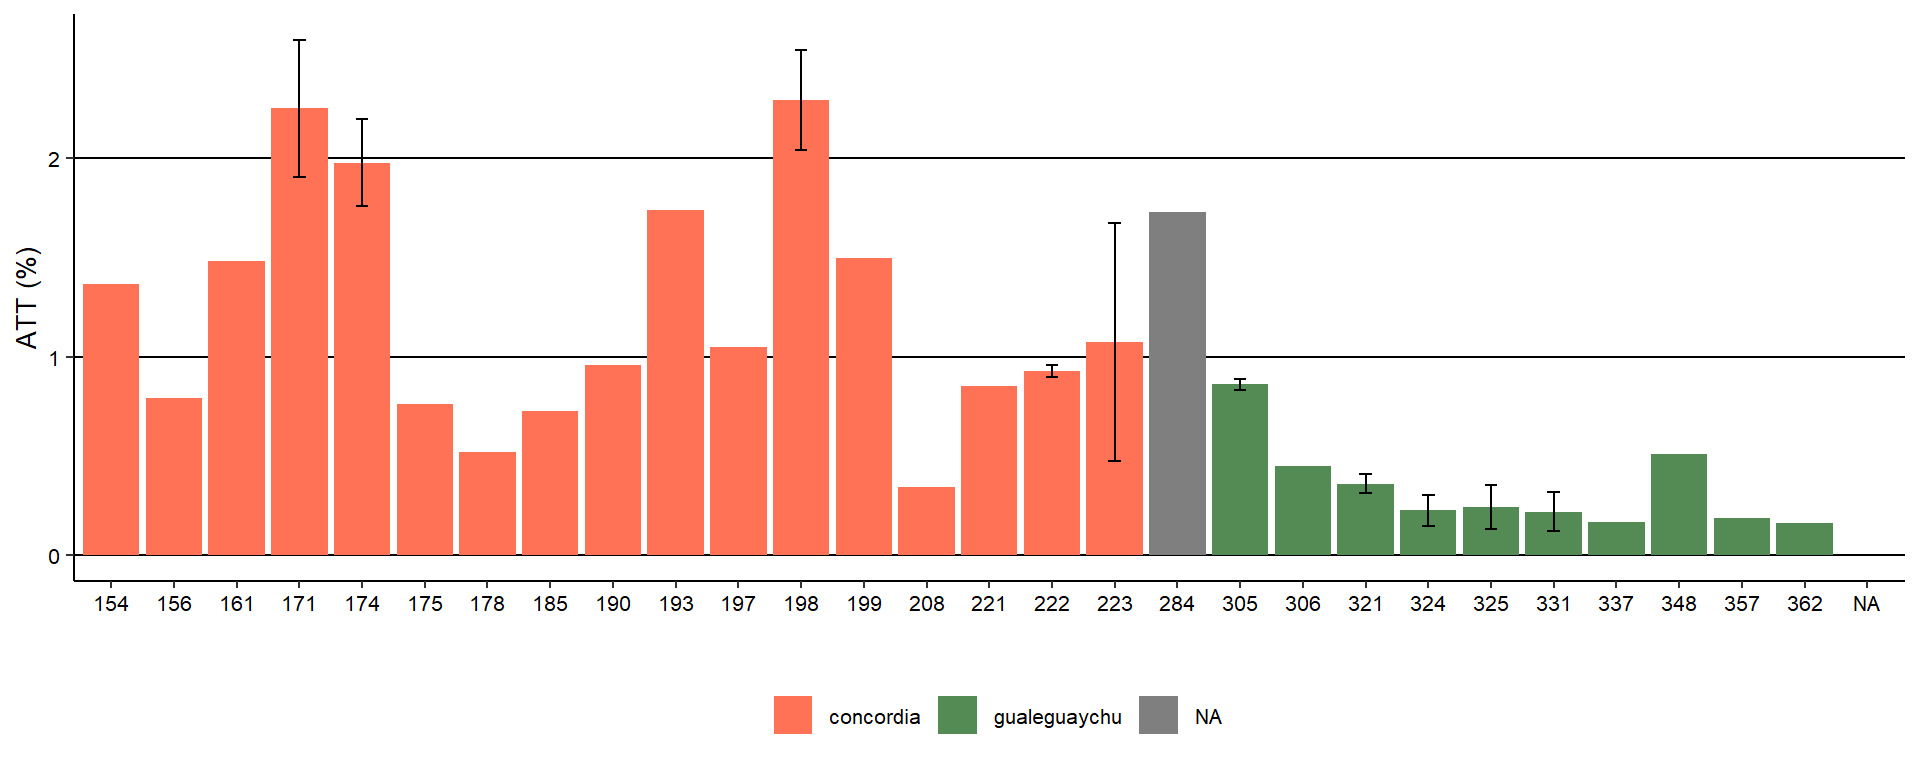 ATT (%)
2
1
0
154 156 161 171 174 175 178 185 190 193 197 198 199 208 221 222 223 284 305 306 321 324 325 331 337 348 357 362 NA
concordia gualeguaychu NA